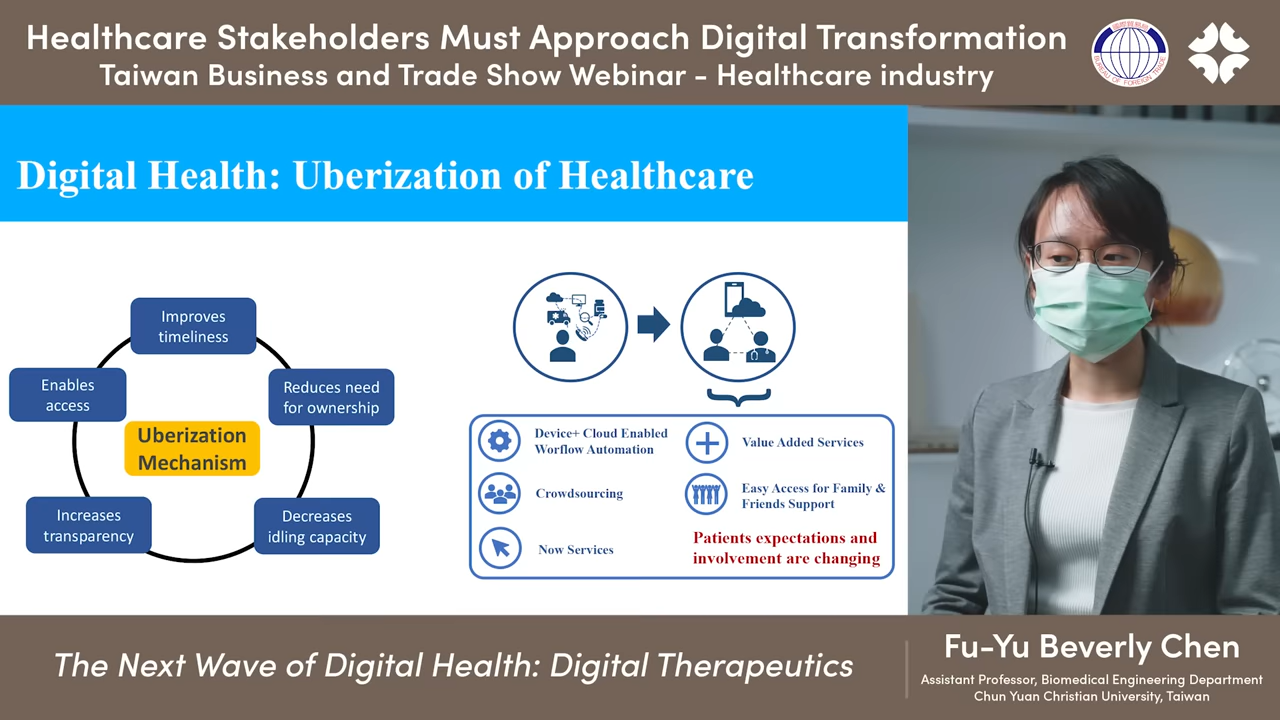 Healthcare Stakeholders Must Approach Digital Transformation
Taiwan Business and Trade Show Webinar - Healthcare industry
BUREAU OF FOREIGN TRADE
Digital Health: Uberization of Healthcare
Improves
timeliness
Enables
access
Reduces need
for ownership
Uberization
Mechanism
Increases
transparency
Decreases
idling capacity
Device+ Cloud Enabled
Worflow Automation
Value Added Services
Crowdsourcing
Easy Access for Family &
Friends Support
Now Services
Patients expectations and
involvement are changing
The Next Wave of Digital Health: Digital Therapeutics
Fu-Yu Beverly Chen
Assistant Professor, Biomedical Engineering Department
Chun Yuan Christian University, Taiwan